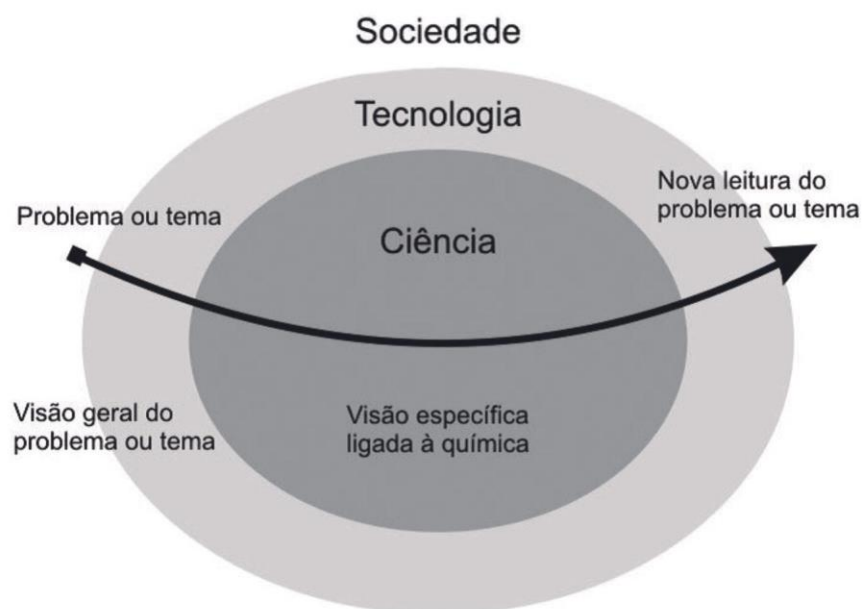 Sociedade
Tecnologia
Nova leitura do
problema ou tema
Problema ou tema
Ciência
Visão geral do
problema ou tema
Visão específica
ligada à química